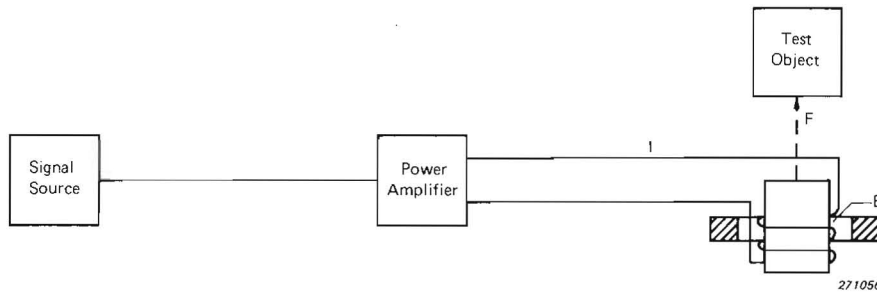 Test
Object
F
Signal
Source
Power
Amplifier
I
B
271056